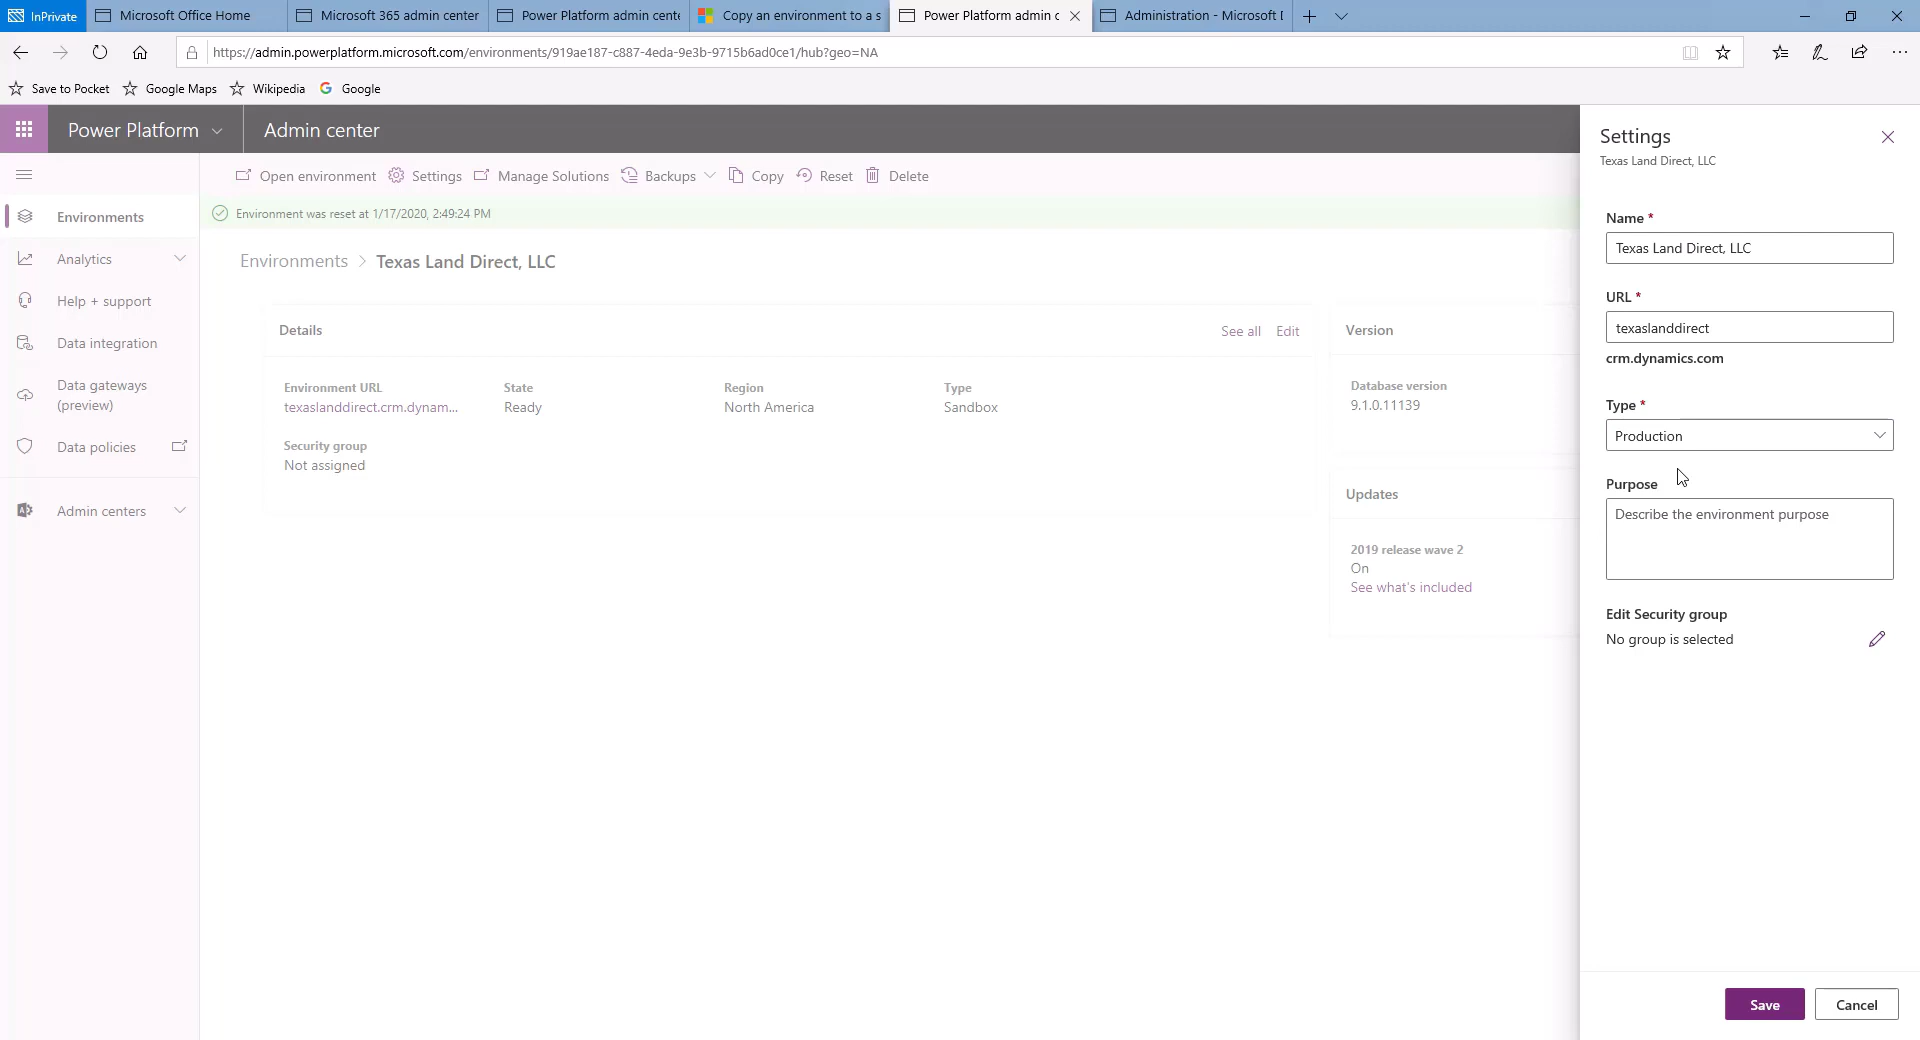 InPrivate
Microsoft Office Home
Microsoft 365 admin center
Power Platform admin cente
Copy an environment to a s
Power Platform admin c
Administration - Microsoft D
https://admin.powerplatform.microsoft.com/environments/919ae187-c887-4eda-9e3b-9715b6ad0ce1/hub?geo=NA
Save to Pocket
Google Maps
Wikipedia
Google
Power Platform
Admin center
Open environment
Settings
Manage Solutions
Backups
Copy
Reset
Delete
Environment was reset at 1/17/2020, 2:49:24 PM
Environments
Analytics
Help + support
Data integration
Data gateways
(preview)
Data policies
Admin centers
Environments > Texas Land Direct, LLC
Details
See all
Edit
Environment URL
texaslanddirect.crm.dynam...
State
Ready
Region
North America
Type
Sandbox
Security group
Not assigned
Version
Database version
9.1.0.11139
Updates
2019 release wave 2
On
See what's included
Settings
Texas Land Direct, LLC
Name *
Texas Land Direct, LLC
URL *
texaslanddirect
crm.dynamics.com
Type *
Production
Purpose
Describe the environment purpose
Edit Security group
No group is selected
Save
Cancel